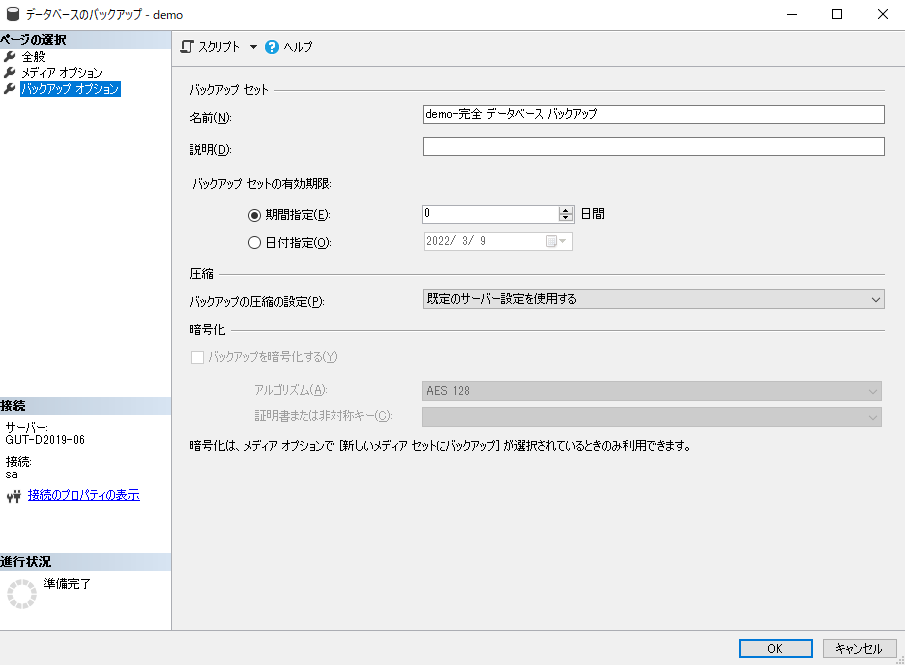 データベースのバックアップ - demo
ページの選択
全般
メディア オプション
バックアップ オプション
スクリプト
ヘルプ
バックアップ セット
名前(N):
demo-完全 データベース バックアップ
説明(D):
バックアップ セットの有効期限:
期間指定(E):
0
日間
日付指定(O):
2022/ 3/ 9
圧縮
バックアップの圧縮の設定(P):
既定のサーバー設定を使用する
暗号化
バックアップを暗号化する(Y)
アルゴリズム(A):
AES 128
証明書または非対称キー(C):
暗号化は、メディア オプションで [新しいメディア セットにバックアップ] が選択されているときのみ利用できます。
接続
サーバー:
GUT-D2019-06
接続:
sa
接続のプロパティの表示
進行状況
準備完了
OK
キャンセル